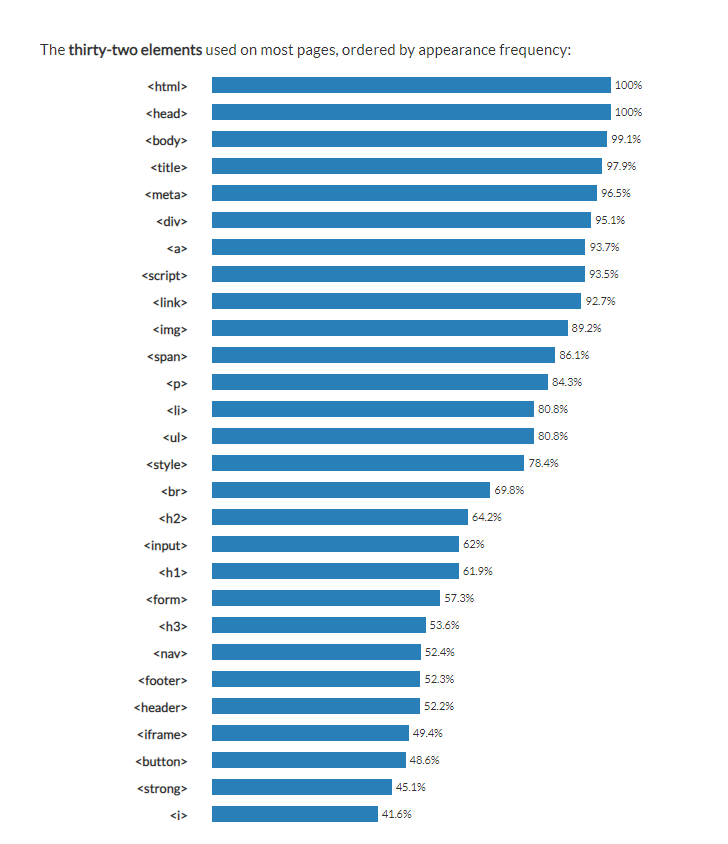 The thirty-two elements used on most pages, ordered by appearance frequency:
<html> 100%
<head> 100%
<body> 99.1%
<title> 97.9%
<meta> 96.5%
<div> 95.1%
<a> 93.7%
<script> 93.5%
<link> 92.7%
<img> 89.2%
<span> 86.1%
<p> 84.3%
<li> 80.8%
<ul> 80.8%
<style> 78.4%
<br> 69.8%
<h2> 64.2%
<input> 62%
<h1> 61.9%
<form> 57.3%
<h3> 53.6%
<nav> 52.4%
<footer> 52.3%
<header> 52.2%
<iframe> 49.4%
<button> 48.6%
<strong> 45.1%
<i> 41.6%